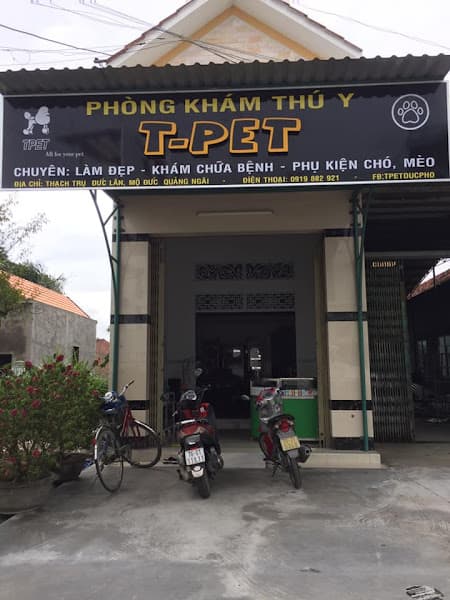 PHÒNG KHÁM THÚ Y
T-PET
TPET
All for your pet
CHUYÊN: LÀM ĐẸP - KHÁM CHỮA BỆNH - PHỤ KIỆN CHÓ, MÈO
ĐỊA CHỈ: THẠCH TRỤ ĐỨC LÂN, MỘ ĐỨC QUẢNG NGÃI - ĐIỆN THOẠI: 0919 882 921 - FB:TPETDUCPHO